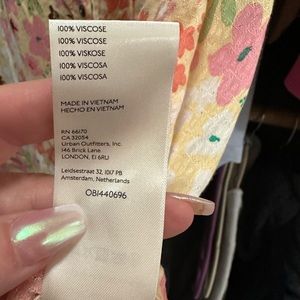 100% VISCOSE
100% VISCOSE
100% VISKOSE
100% VISCOSA
100% VISCOSA
MADE IN VIETNAM
HECHO EN VIETNAM
RN 66170
CA 32054
Urban Outfitters, Inc.
146 Brick Lane
LONDON, E1 6RU
Leidsestraat 32, 1017 PB
Amsterdam, Netherlands
OB1440696